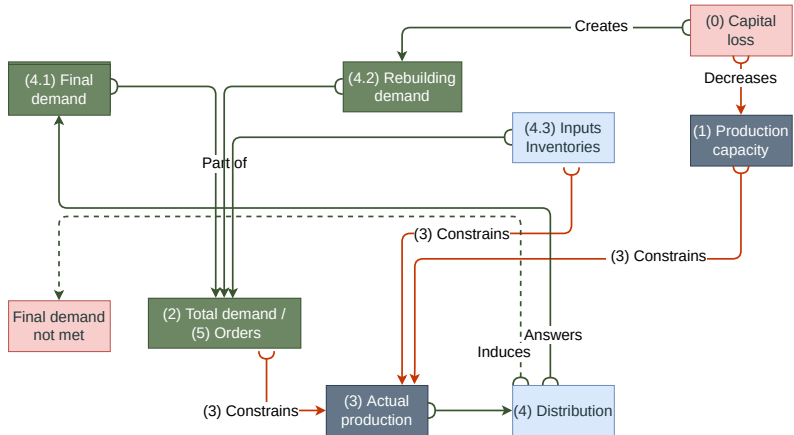 Creates
(0) Capital
loss
(4.1) Final
demand
(4.2) Rebuilding
demand
Decreases
(4.3) Inputs
Inventories
(1) Production
capacity
Part of
(3) Constrains
(3) Constrains
Final demand
not met
(2) Total demand /
(5) Orders
Answers
Induces
(3) Constrains
(3) Actual
production
(4) Distribution